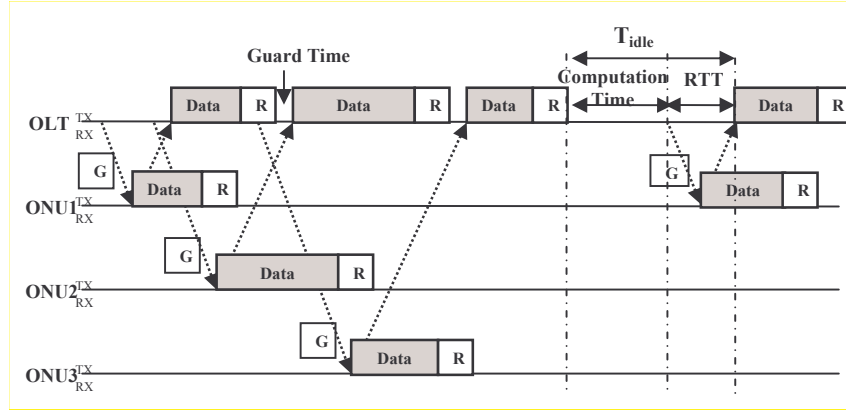 T_idle
Guard Time
Computation Time
RTT
Data R Data R Data R Data R
OLT TX RX
G G
Data R Data R
ONU1 TX RX
G
Data R
ONU2 TX RX
G
Data R
ONU3 TX RX